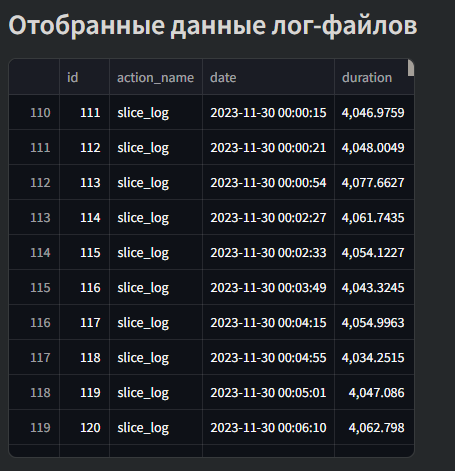 Отобранные данные лог-файлов
id action_name date duration
110 111 slice_log 2023-11-30 00:00:15 4,046.9759
111 112 slice_log 2023-11-30 00:00:21 4,048.0049
112 113 slice_log 2023-11-30 00:00:54 4,077.6627
113 114 slice_log 2023-11-30 00:02:27 4,061.7435
114 115 slice_log 2023-11-30 00:02:33 4,054.1227
115 116 slice_log 2023-11-30 00:03:49 4,043.3245
116 117 slice_log 2023-11-30 00:04:15 4,054.9963
117 118 slice_log 2023-11-30 00:04:55 4,034.2515
118 119 slice_log 2023-11-30 00:05:01 4,047.086
119 120 slice_log 2023-11-30 00:06:10 4,062.798